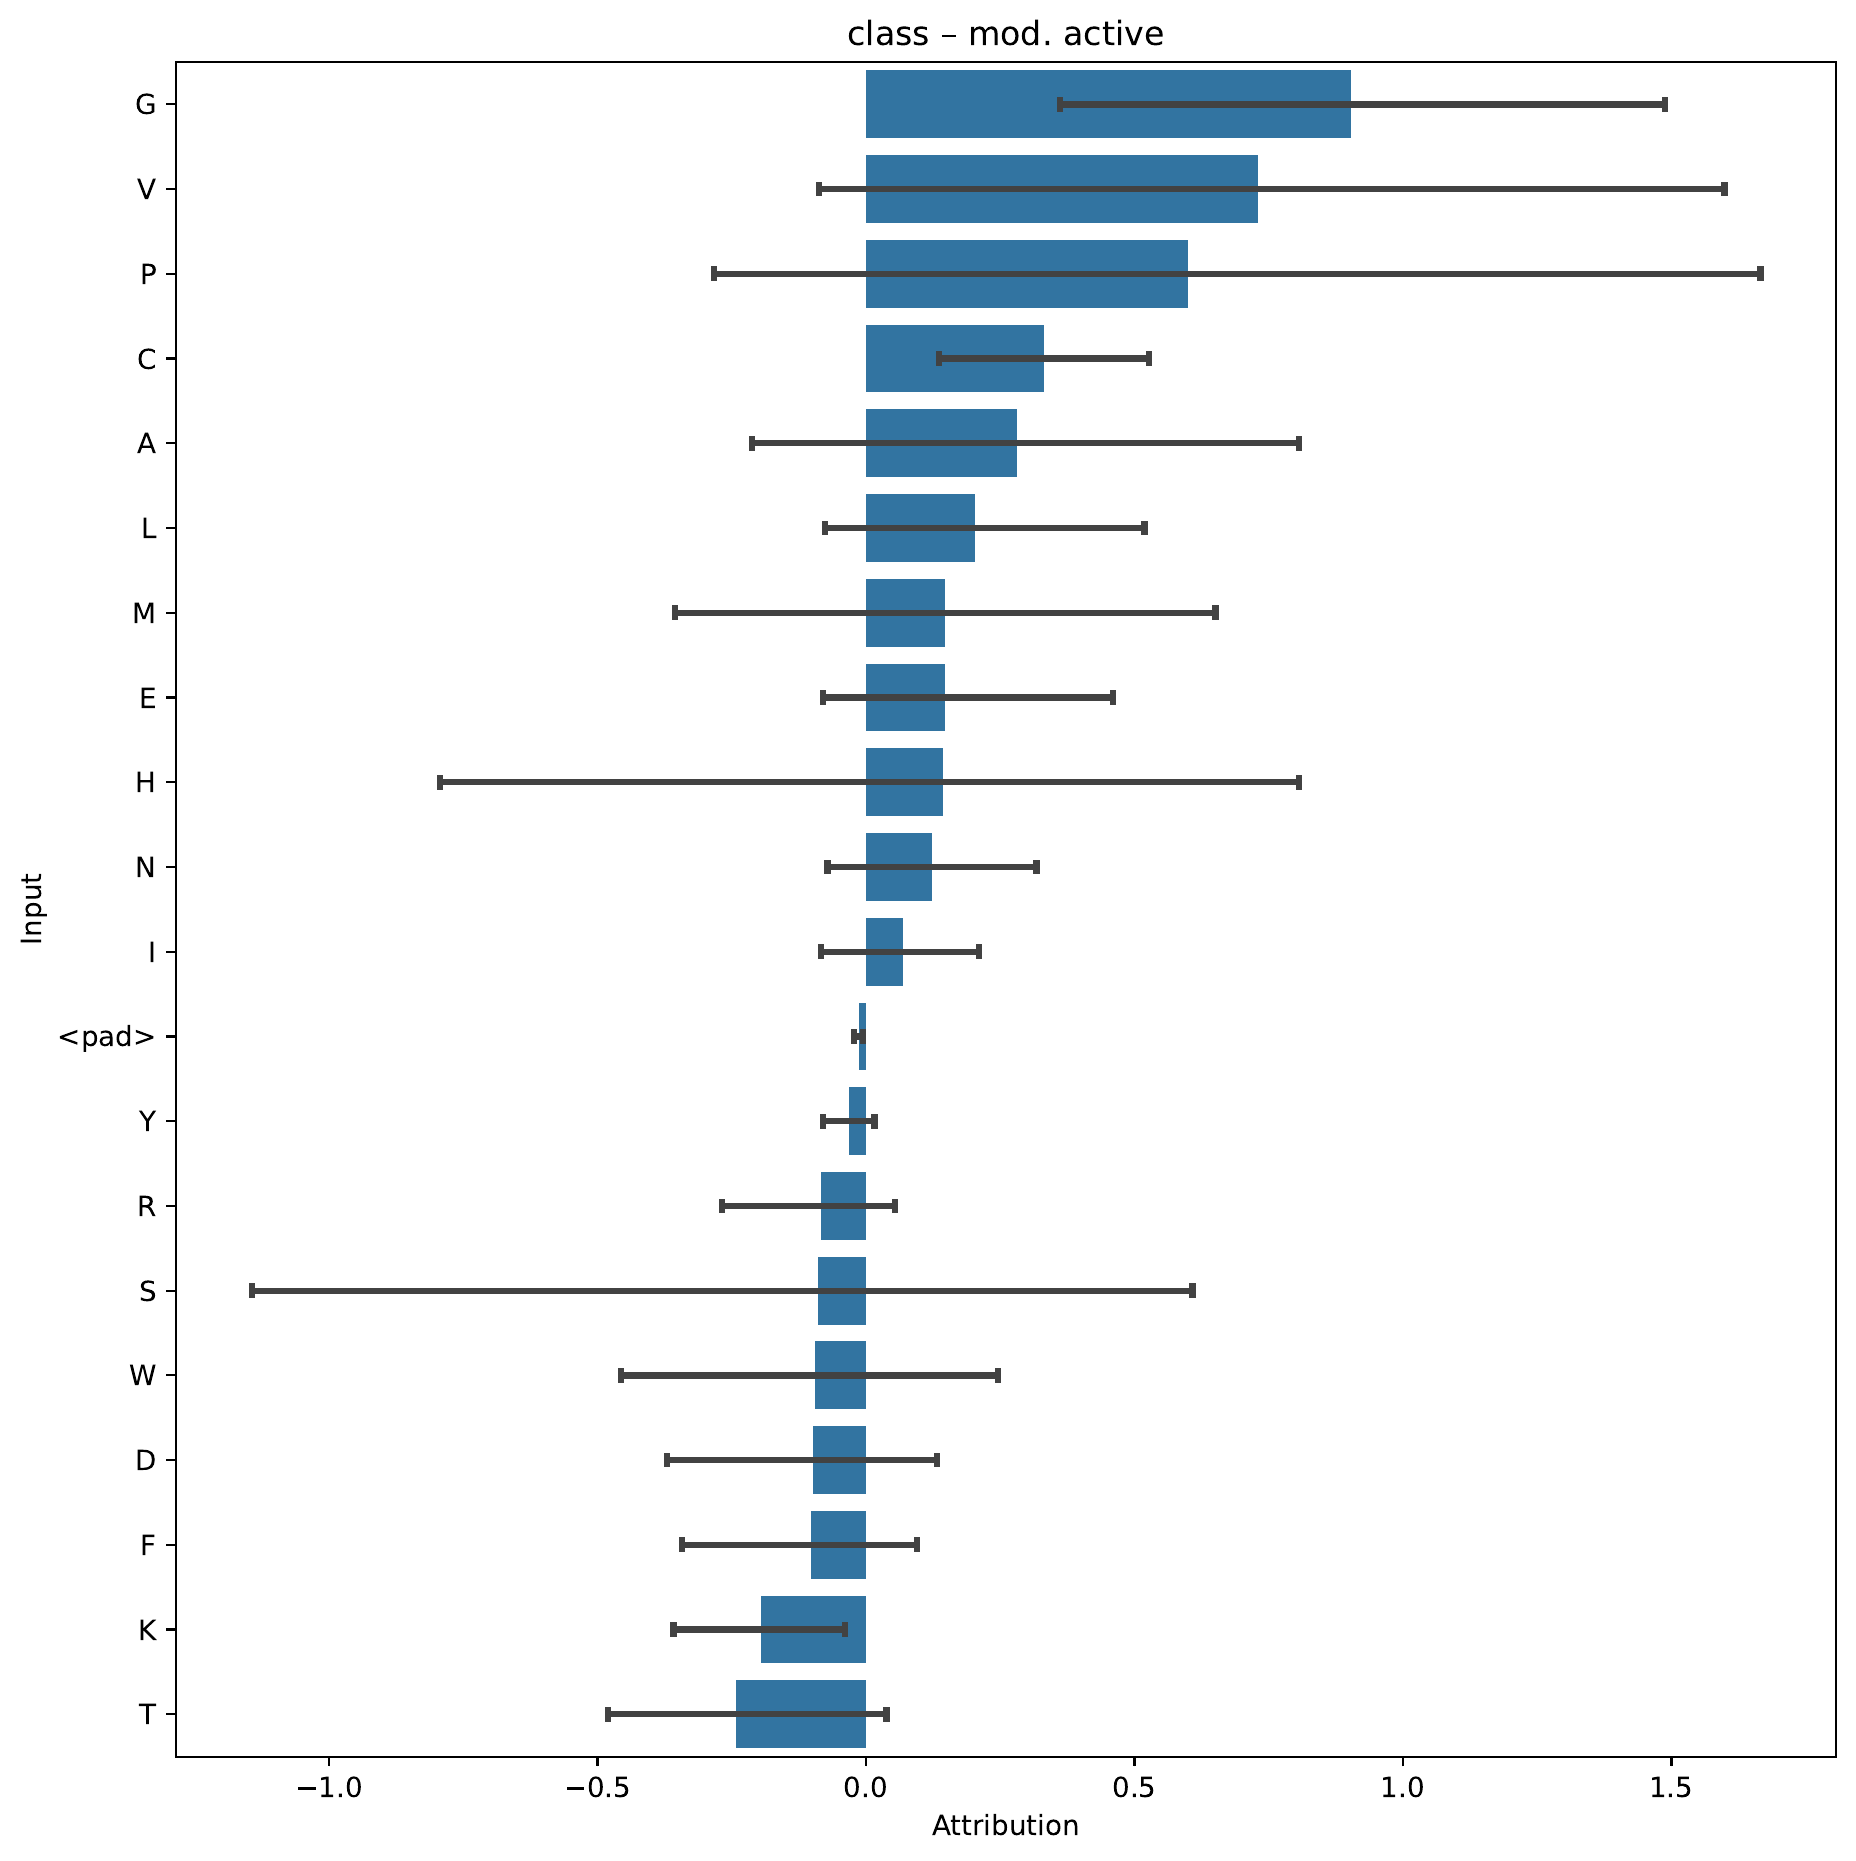 class – mod. active
G
V
P
C
A
L
M
E
H
N
I
<pad>
Y
R
S
W
D
F
K
T
Input
−1.0 −0.5 0.0 0.5 1.0 1.5
Attribution